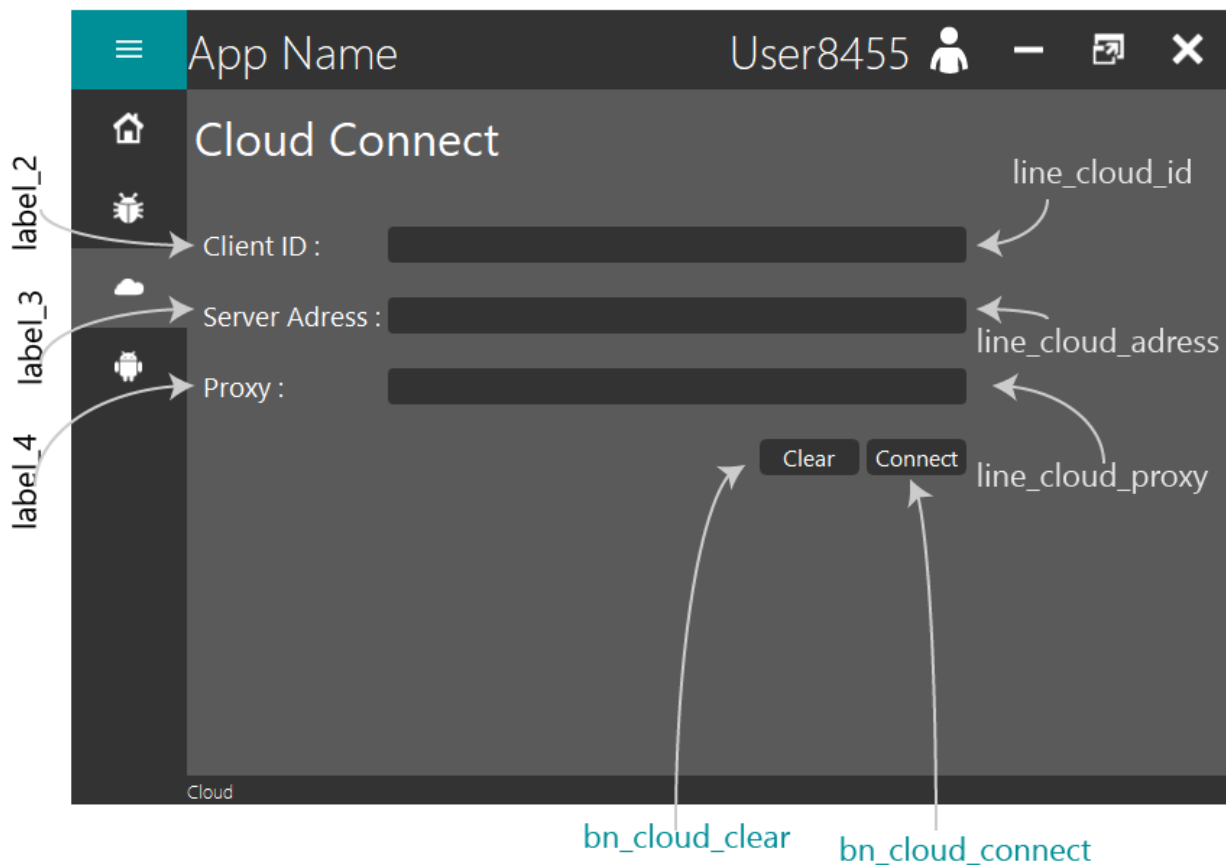 App Name
User8455
Cloud Connect
label_2
line_cloud_id
Client ID :
label_3
Server Adress :
line_cloud_adress
Proxy :
label_4
Clear
Connect
line_cloud_proxy
Cloud
bn_cloud_clear
bn_cloud_connect